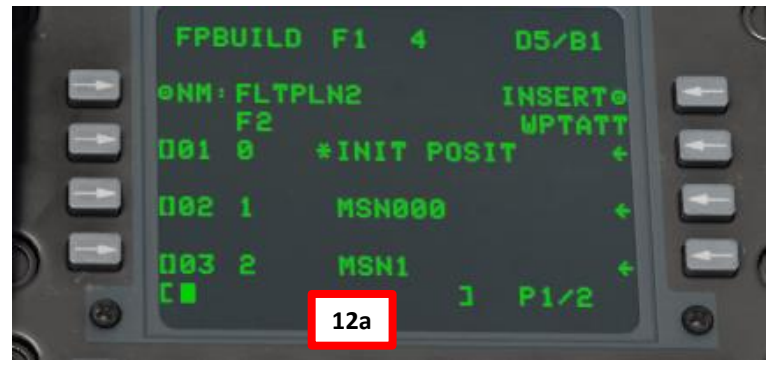 FPBUILD F1 4 D5/B1
⊙NM: FLTPLN2 INSERT⊙
F2 WPTATT
[]01 0 *INIT POSIT ←
[]02 1 MSN000 ←
[]03 2 MSN1 ←
[ ] P1/2
12a